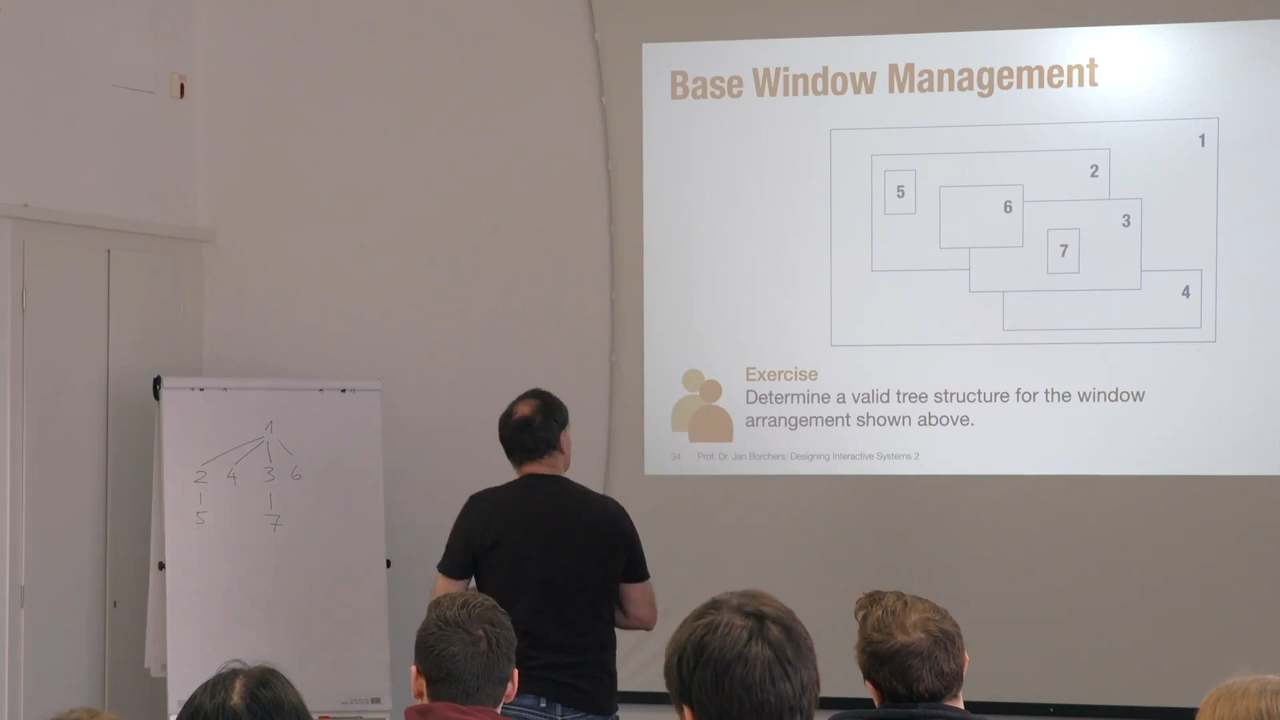 Base Window Management
1
2
5
6
3
7
4
Exercise
Determine a valid tree structure for the window
arrangement shown above.
34 Prof. Dr. Jan Borchers: Designing Interactive Systems 2
1
2 4 3 6
5 7